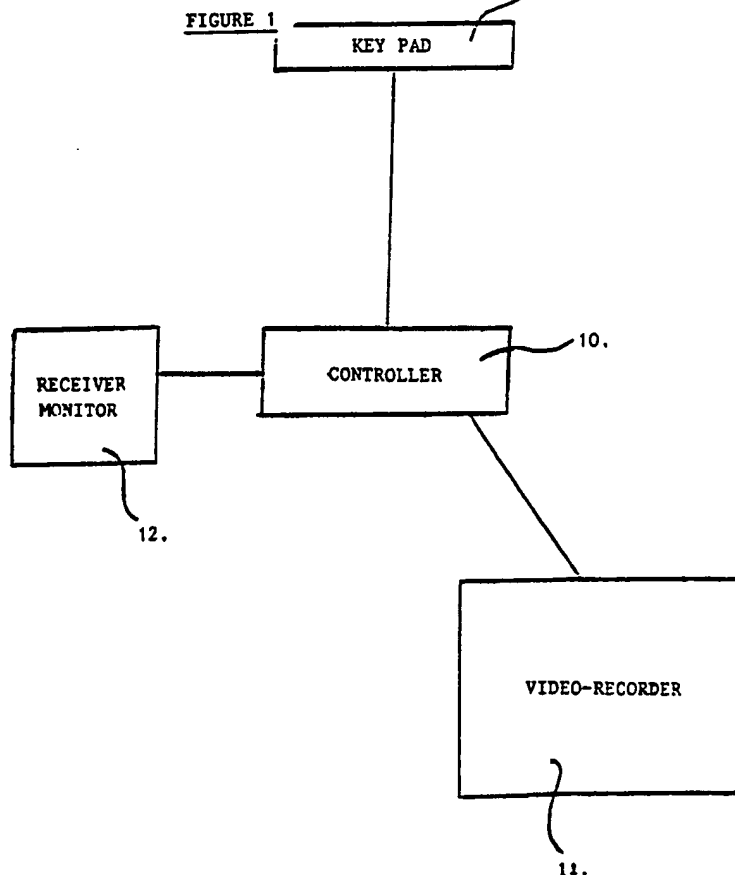 FIGURE 1
KEY PAD
CONTROLLER
10.
RECEIVER
MONITOR
12.
VIDEO-RECORDER
11.